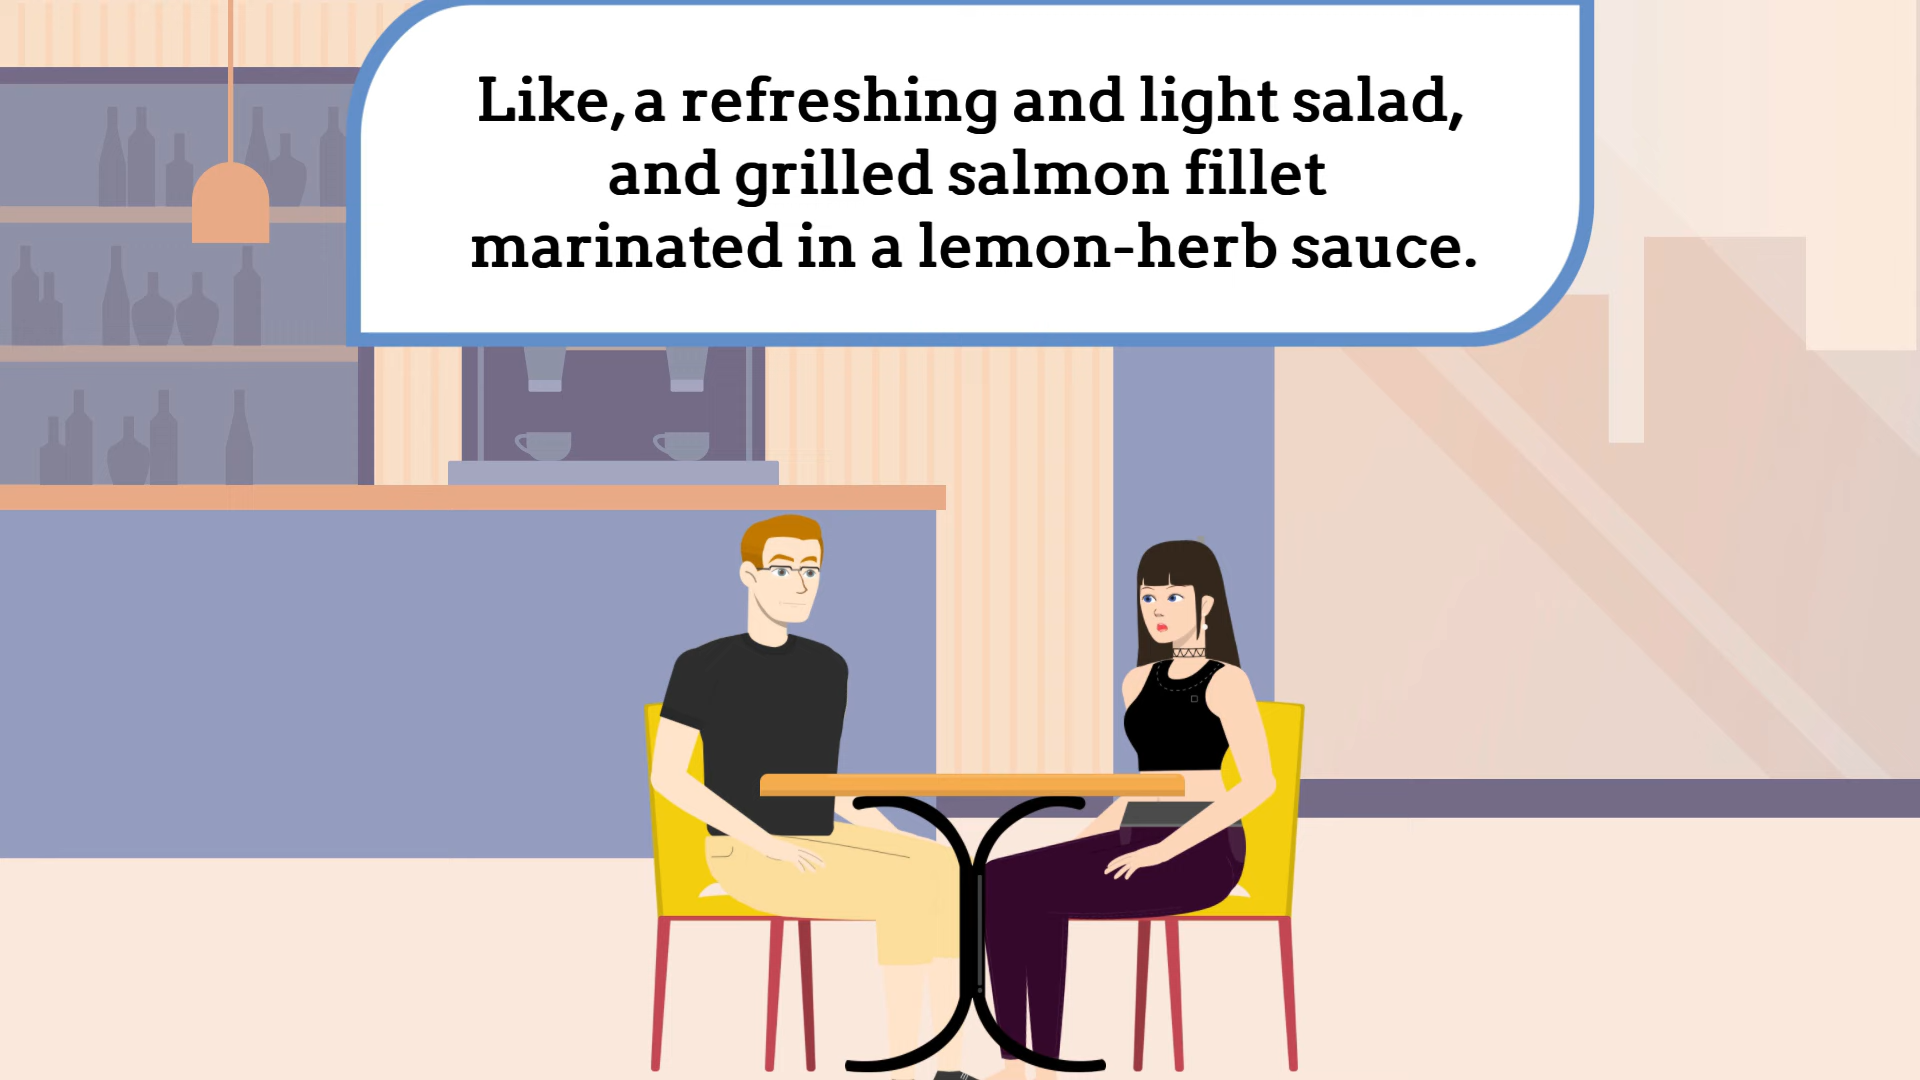 Like, a refreshing and light salad,
and grilled salmon fillet
marinated in a lemon-herb sauce.